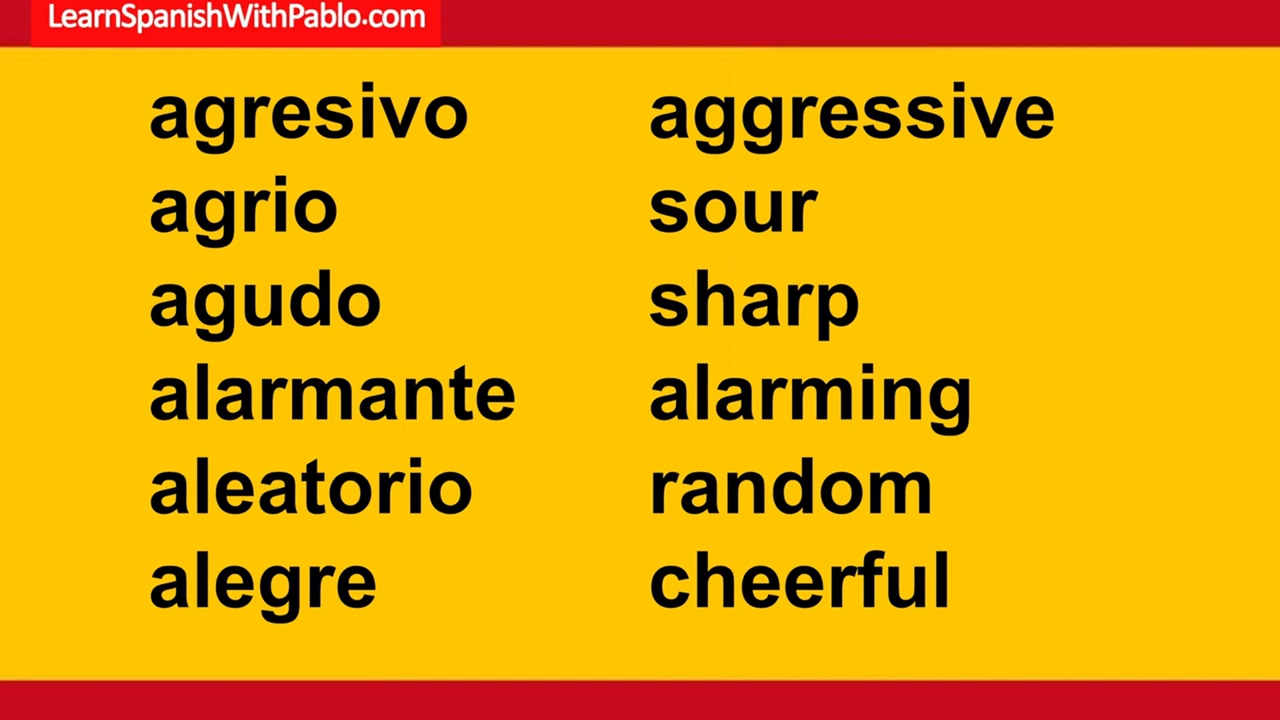 LearnSpanishWithPablo.com
agresivo aggressive
agrio sour
agudo sharp
alarmante alarming
aleatorio random
alegre cheerful